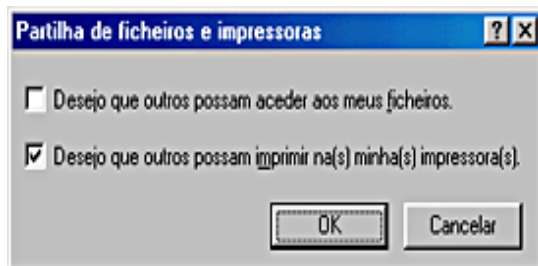 Partilha de ficheiros e impressoras
Desejo que outros possam aceder aos meus ficheiros.
Desejo que outros possam imprimir na(s) minha(s) impressora(s).
OK
Cancelar